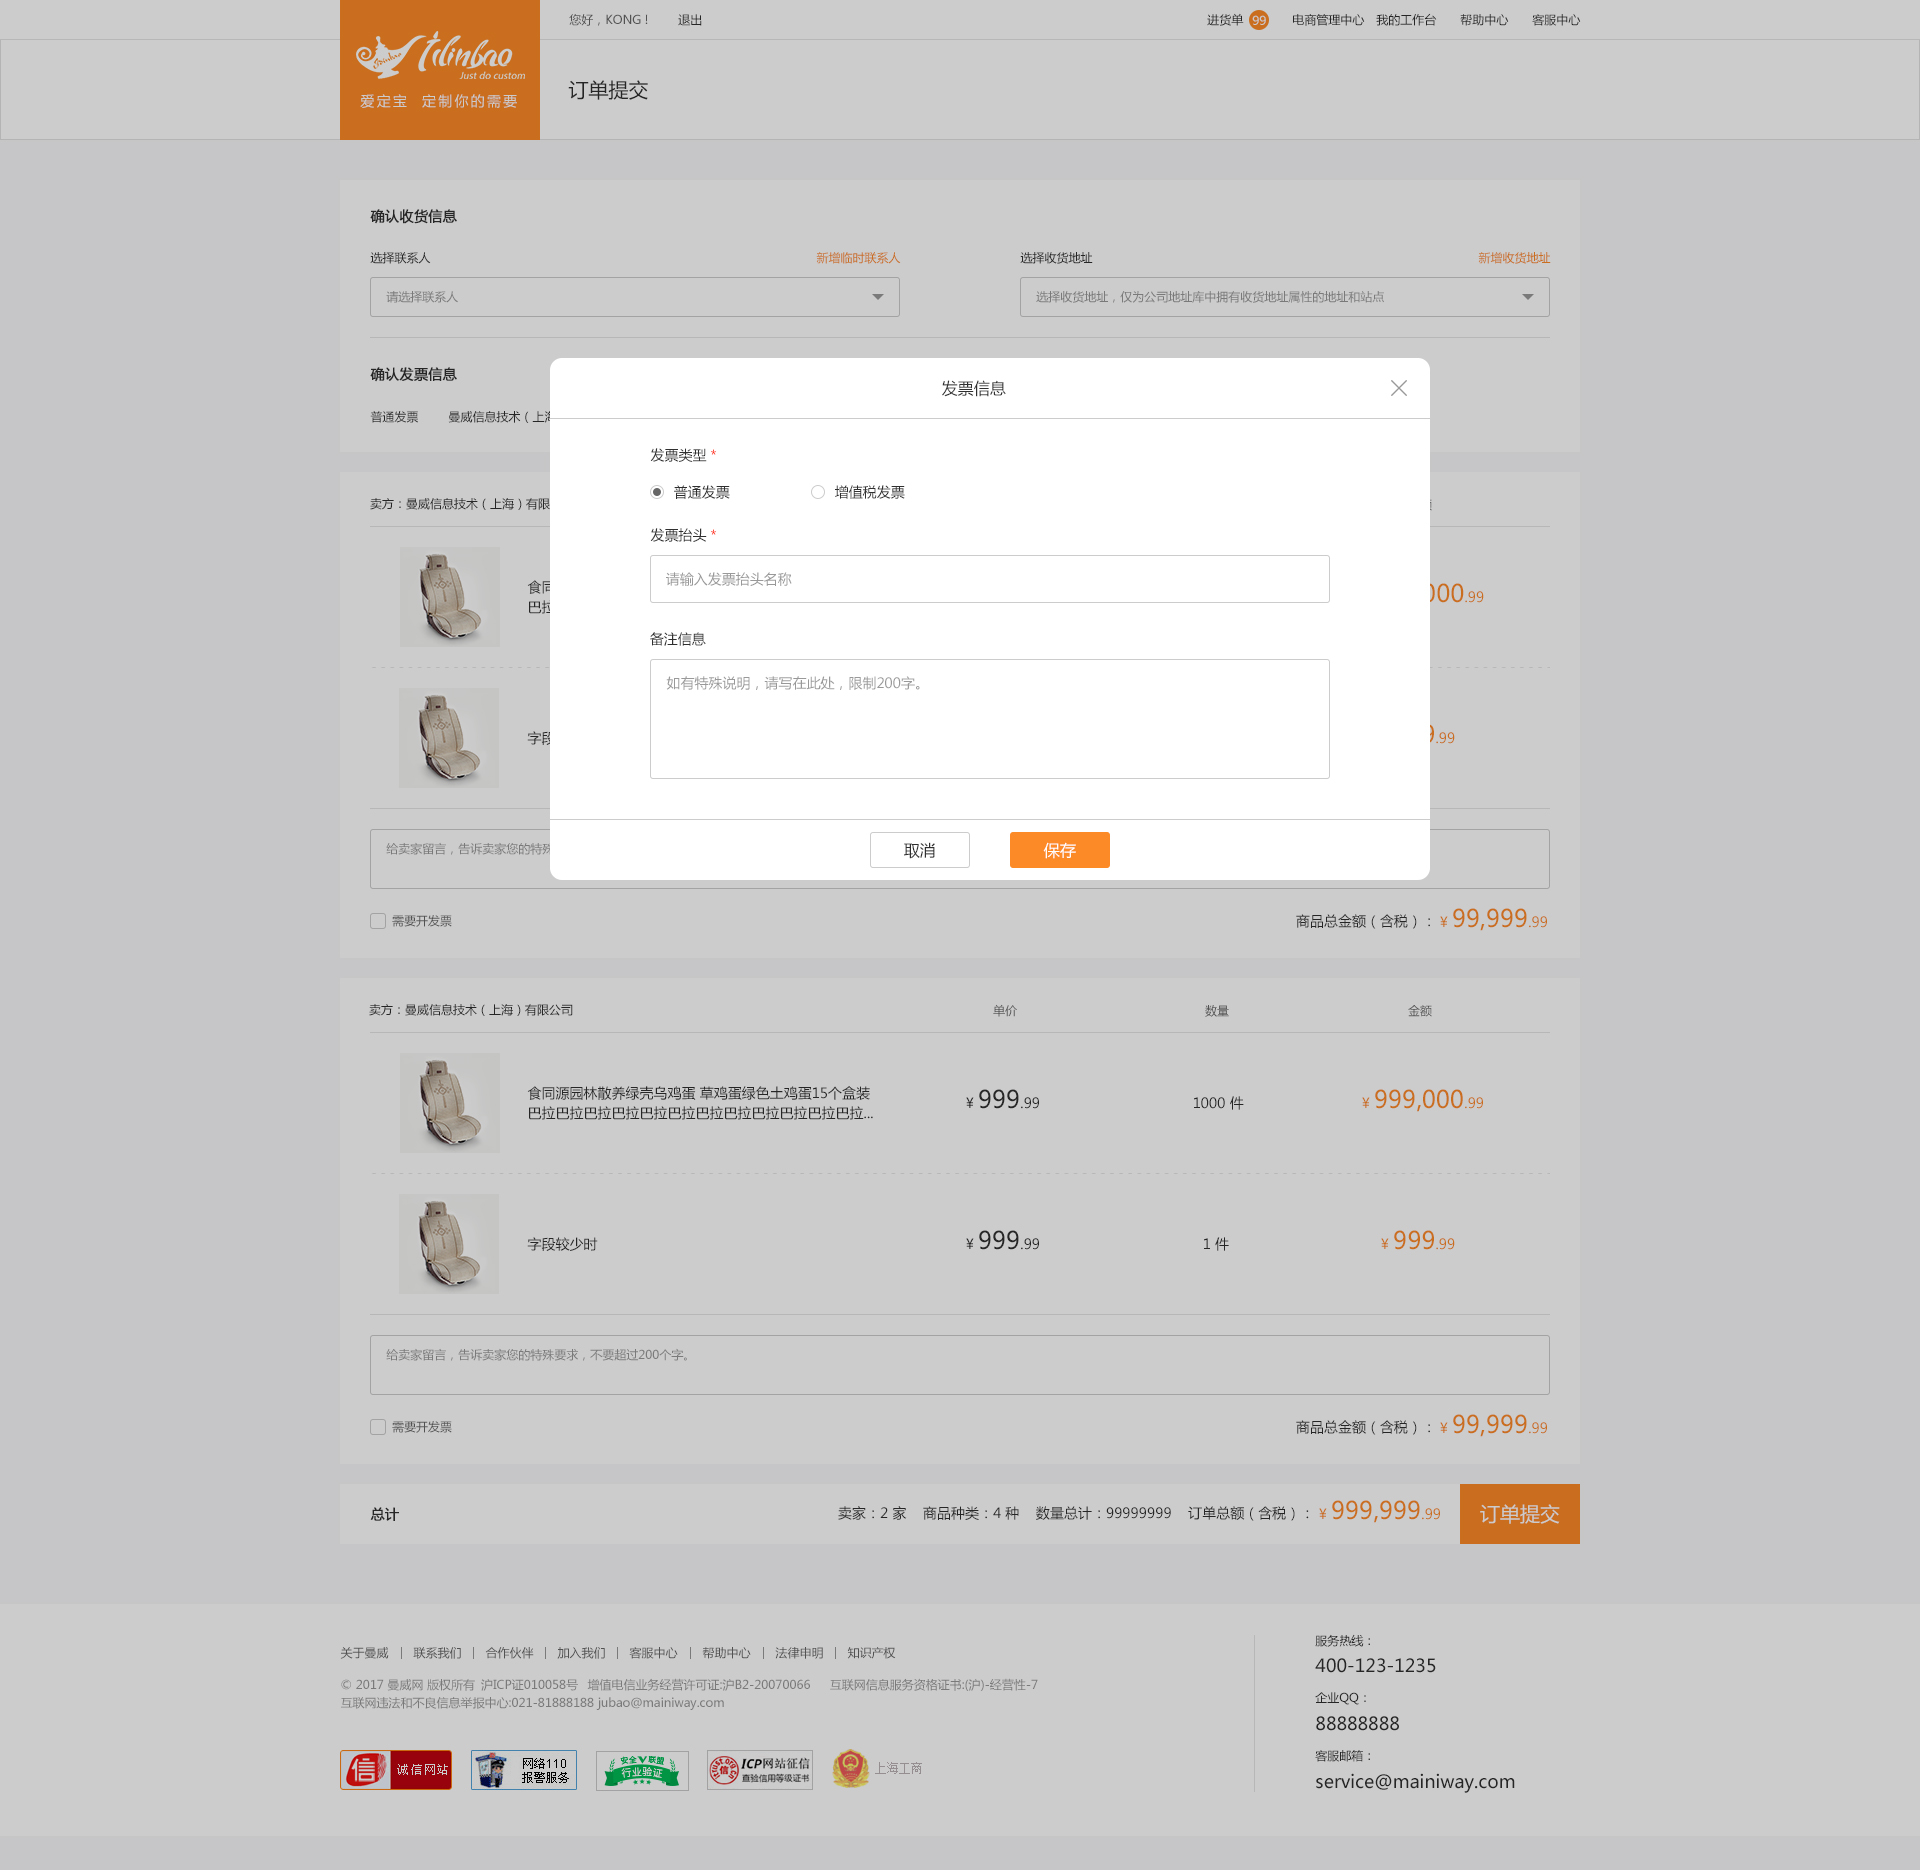 您好，KONG！
退出
进货单 99
电商管理中心
我的工作台
帮助中心
客服中心
itilinbao
Just do custom
爱定宝 定制你的需要
订单提交
确认收货信息
选择联系人
新增临时联系人
选择收货地址
新增收货地址
请选择联系人
选择收货地址，仅为公司地址库中拥有收货地址属性的地址和站点
确认发票信息
普通发票 曼威信息技术（上海
发票信息
发票类型 *
普通发票
增值税发票
发票抬头 *
请输入发票抬头名称
备注信息
如有特殊说明，请写在此处，限制200字。
取消
保存
卖方：曼威信息技术（上海）有限
食同
巴拉
000.99
字段
9.99
给卖家留言，告诉卖家您的特殊
需要开发票
商品总金额（含税）：¥ 99,999.99
卖方：曼威信息技术（上海）有限公司
单价
数量
金额
食同源园林散养绿壳乌鸡蛋 草鸡蛋绿色土鸡蛋15个盒装
巴拉巴拉巴拉巴拉巴拉巴拉巴拉巴拉巴拉巴拉巴拉巴拉...
¥ 999.99
1000 件
¥ 999,000.99
字段较少时
¥ 999.99
1 件
¥ 999.99
给卖家留言，告诉卖家您的特殊要求，不要超过200个字。
需要开发票
商品总金额（含税）：¥ 99,999.99
总计
卖家：2 家 商品种类：4 种 数量总计：99999999 订单总额（含税）：¥ 999,999.99
订单提交
关于曼威 | 联系我们 | 合作伙伴 | 加入我们 | 客服中心 | 帮助中心 | 法律申明 | 知识产权
© 2017 曼威网 版权所有 沪ICP证010058号 增值电信业务经营许可证:沪B2-20070066 互联网信息服务资格证书:(沪)-经营性-7
互联网违法和不良信息举报中心:021-81888188 jubao@mainiway.com
信 诚信网站
网络110
报警服务
安全V联盟
行业验证
信 ICP网站征信
直验信用等级证书
上海工商
服务热线：
400-123-1235
企业QQ：
88888888
客服邮箱：
service@mainiway.com